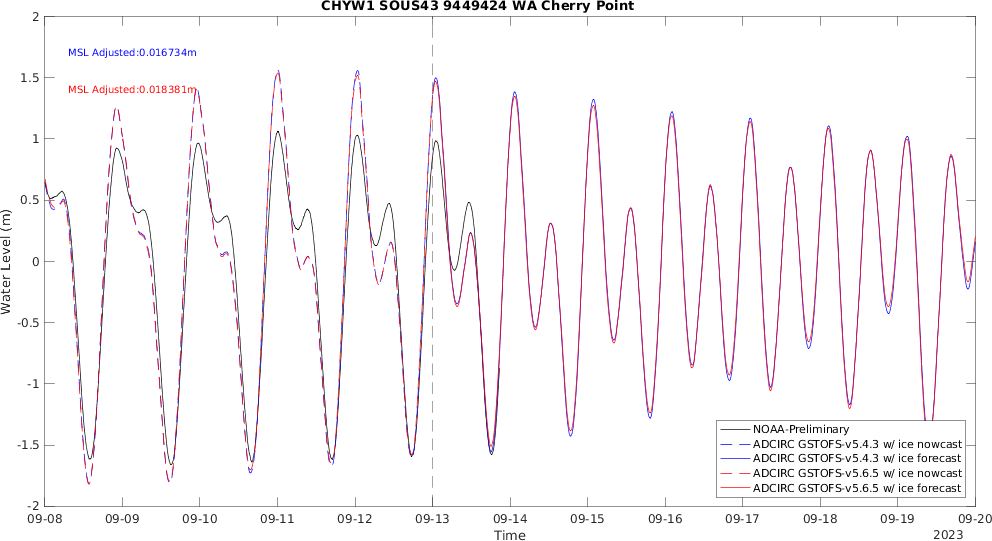 CHYW1 SOUS43 9449424 WA Cherry Point
2
1.5
1
0.5
0
-0.5
-1
-1.5
-2
Water Level (m)
MSL Adjusted:0.016734m
MSL Adjusted:0.018381m
NOAA-Preliminary
ADCIRC GSTOFS-v5.4.3 w/ ice nowcast
ADCIRC GSTOFS-v5.4.3 w/ ice forecast
ADCIRC GSTOFS-v5.6.5 w/ ice nowcast
ADCIRC GSTOFS-v5.6.5 w/ ice forecast
09-08 09-09 09-10 09-11 09-12 09-13 09-14 09-15 09-16 09-17 09-18 09-19 09-20
Time
2023